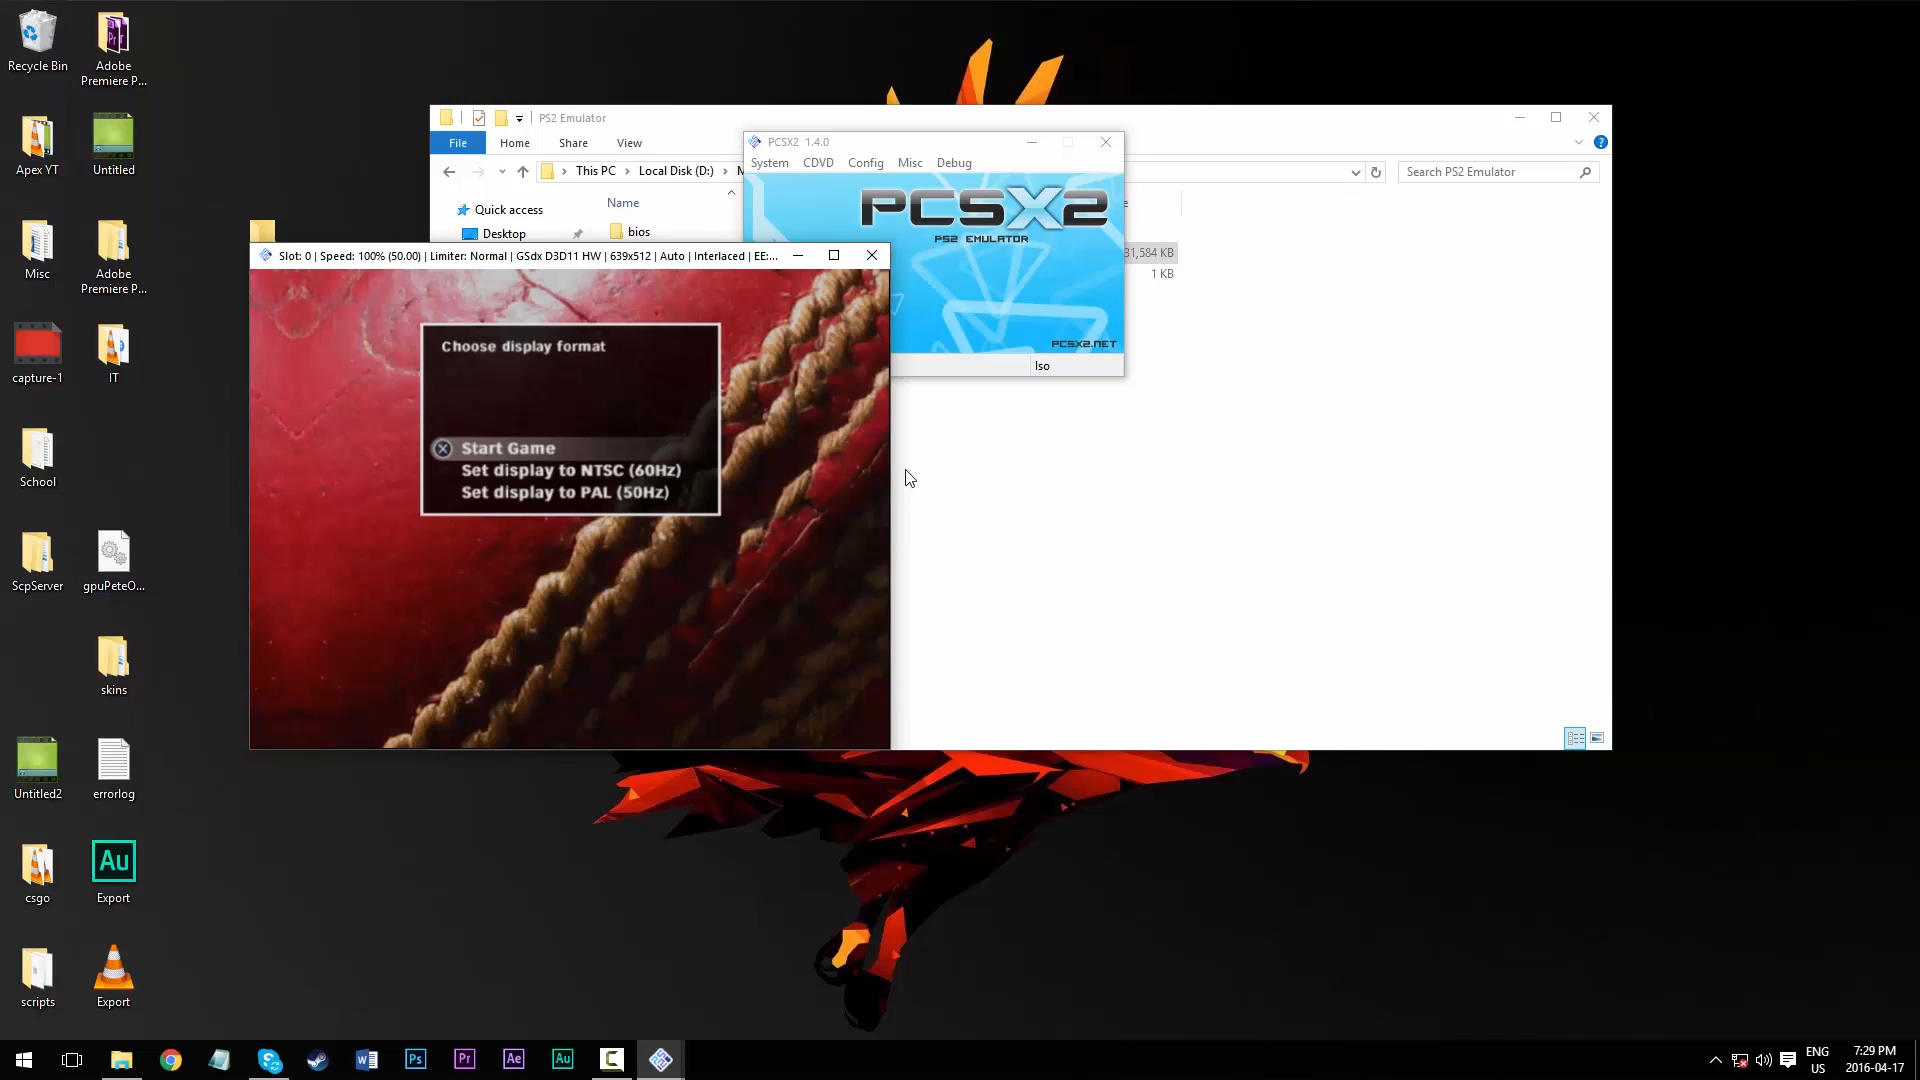 Recycle Bin
Adobe
Premiere P...
Apex YT
Untitled
Misc
Adobe
Premiere P...
capture-1
IT
School
ScpServer
gpuPeteO...
skins
Untitled2
errorlog
csgo
Au
Export
scripts
Export
PS2 Emulator
File
Home
Share
View
This PC
Local Disk (D:)
Search PS2 Emulator
Quick access
Desktop
Name
bios
31,584 KB
1 KB
PCSX2 1.4.0
System
CDVD
Config
Misc
Debug
PCSX2
PS2 EMULATOR
PCSX2.NET
Iso
Slot: 0 | Speed: 100% (50.00) | Limiter: Normal | GSdx D3D11 HW | 639x512 | Auto | Interlaced | EE:...
Choose display format
Start Game
Set display to NTSC (60Hz)
Set display to PAL (50Hz)
Ps
Pr
Ae
Au
ENG
US
7:29 PM
2016-04-17